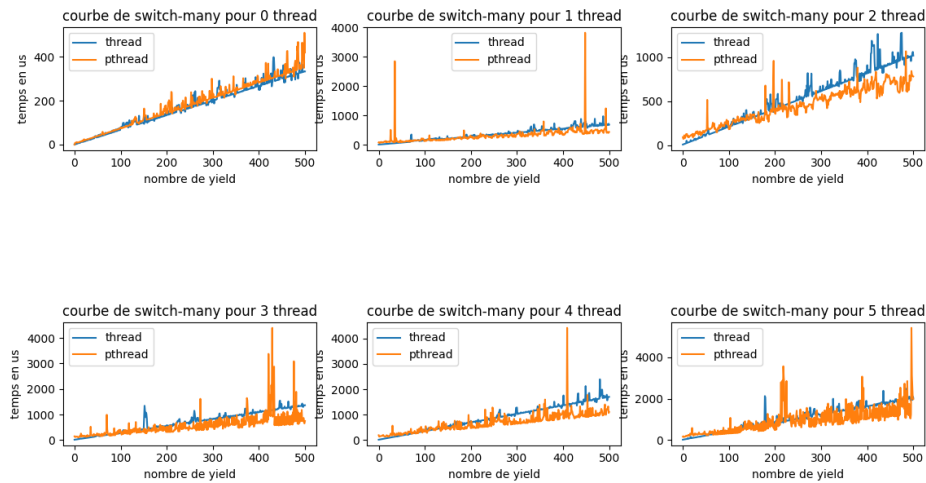 courbe de switch-many pour 0 thread
temps en us
400
200
0
thread
pthread
0 100 200 300 400 500
nombre de yield
courbe de switch-many pour 1 thread
temps en us
4000
3000
2000
1000
0
thread
pthread
0 100 200 300 400 500
nombre de yield
courbe de switch-many pour 2 thread
temps en us
1000
500
0
thread
pthread
0 100 200 300 400 500
nombre de yield
courbe de switch-many pour 3 thread
temps en us
4000
3000
2000
1000
0
thread
pthread
0 100 200 300 400 500
nombre de yield
courbe de switch-many pour 4 thread
temps en us
4000
3000
2000
1000
0
thread
pthread
0 100 200 300 400 500
nombre de yield
courbe de switch-many pour 5 thread
temps en us
4000
2000
0
thread
pthread
0 100 200 300 400 500
nombre de yield